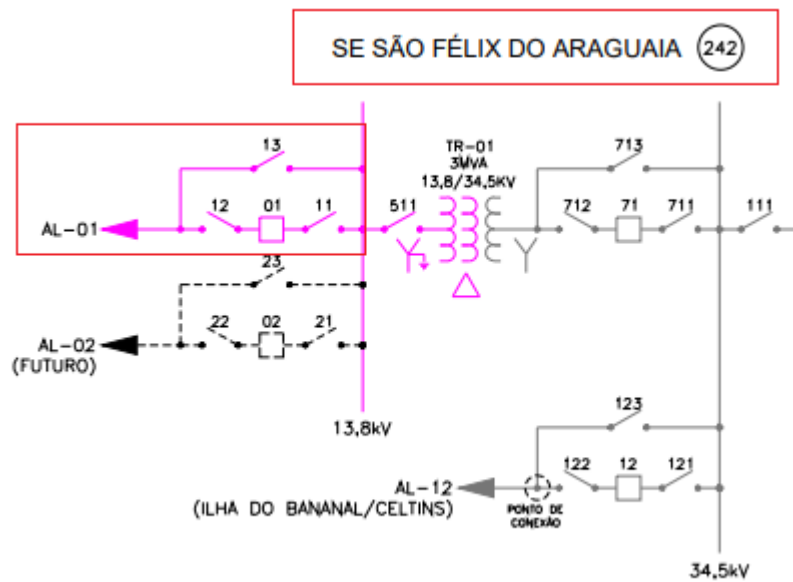 SE SÃO FÉLIX DO ARAGUAIA 242
13
TR-01
3MVA
13,8/34,5KV
713
12 01 11
511
712 71 711
111
AL-01
23
22 02 21
AL-02
(FUTURO)
13,8kV
123
AL-12
122 12 121
(ILHA DO BANANAL/CELTINS)
PONTO DE
CONEXÃO
34,5kV